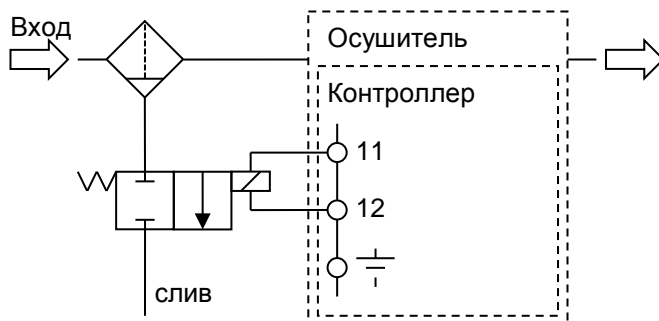 Вход
Осушитель
Контроллер
11
12
слив